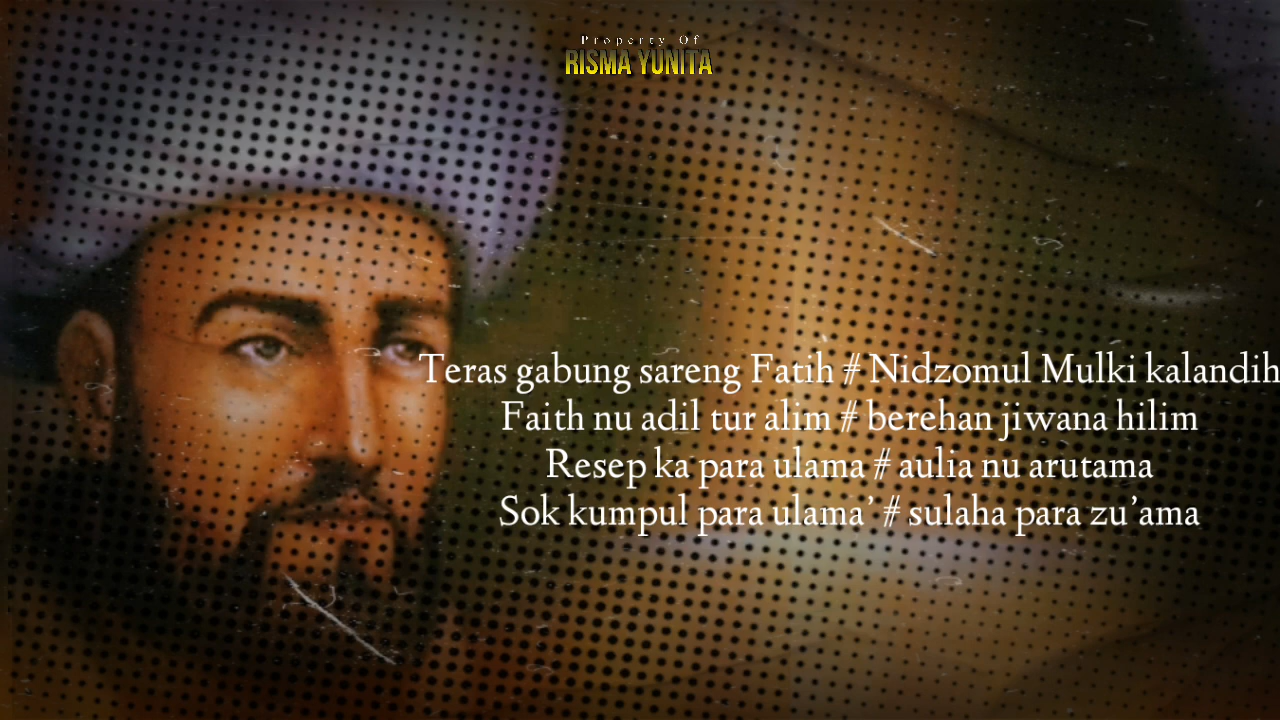 Property Of
RISMA YUNITA
Teras gabung sareng Fatih # Nidzomul Mulki kalandih
Faith nu adil tur alim # berehan jiwana hilim
Resep ka para ulama # aulia nu arutama
Sok kumpul para ulama’ # sulaha para zu’ama